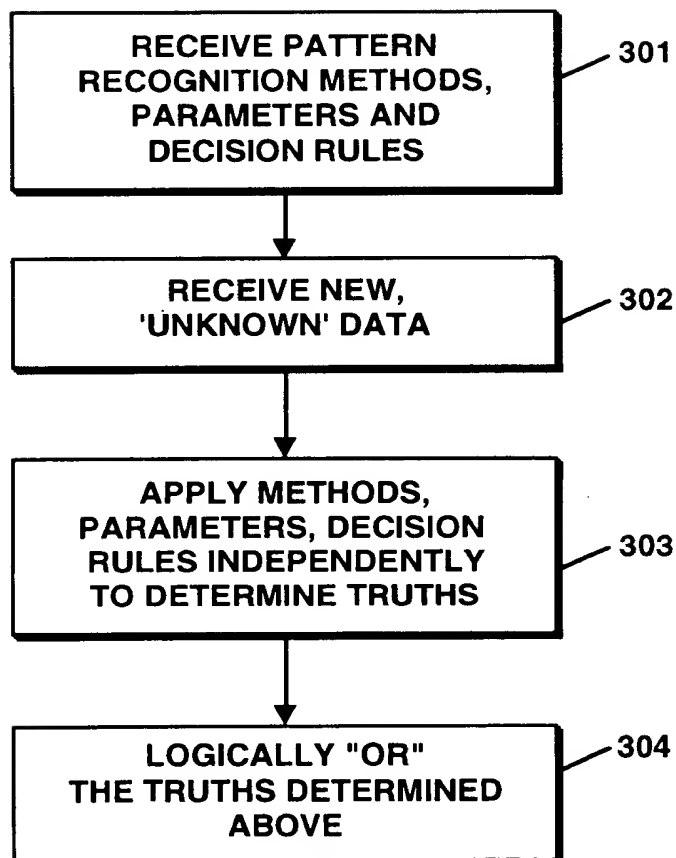 RECEIVE PATTERN
RECOGNITION METHODS,
PARAMETERS AND
DECISION RULES
301
RECEIVE NEW,
'UNKNOWN' DATA
302
APPLY METHODS,
PARAMETERS, DECISION
RULES INDEPENDENTLY
TO DETERMINE TRUTHS
303
LOGICALLY "OR"
THE TRUTHS DETERMINED
ABOVE
304